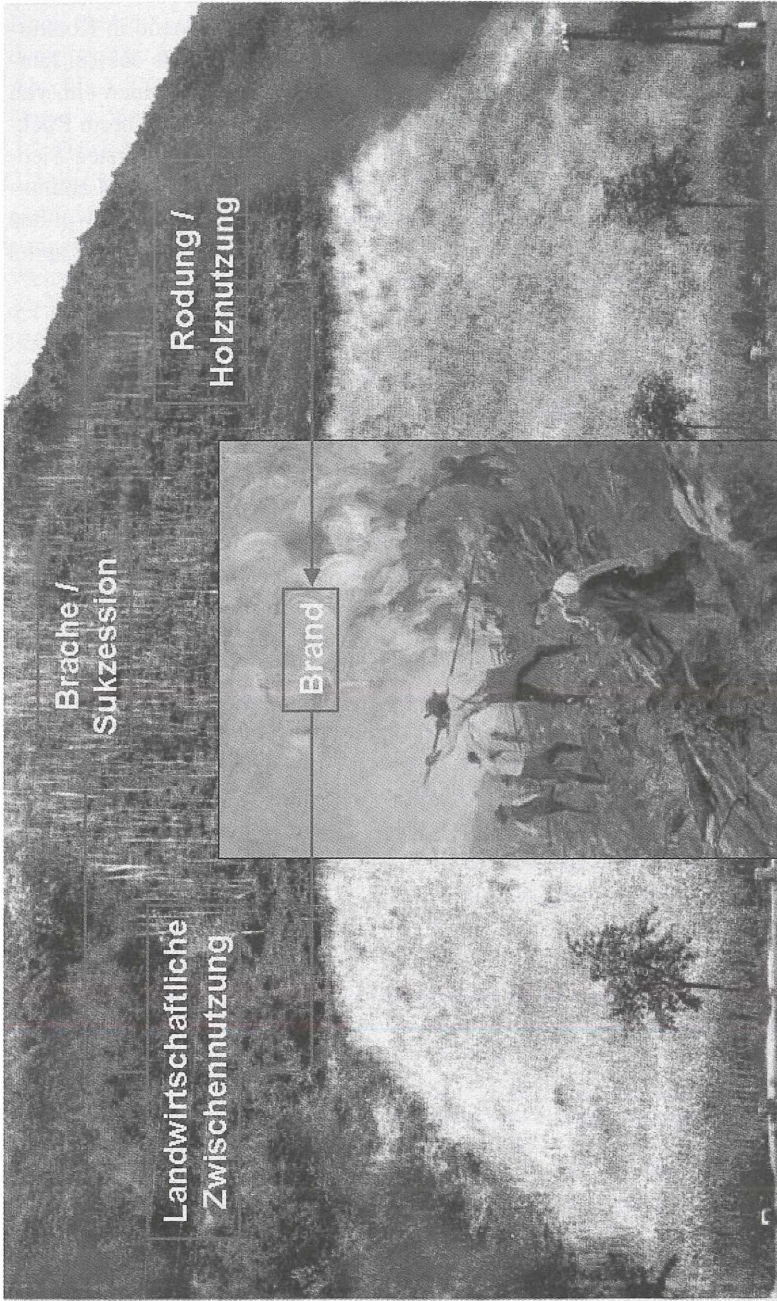 Brache /
Sukzession
Landwirtschaftliche
Zwischennutzung
Rodung /
Holznutzung
Brand